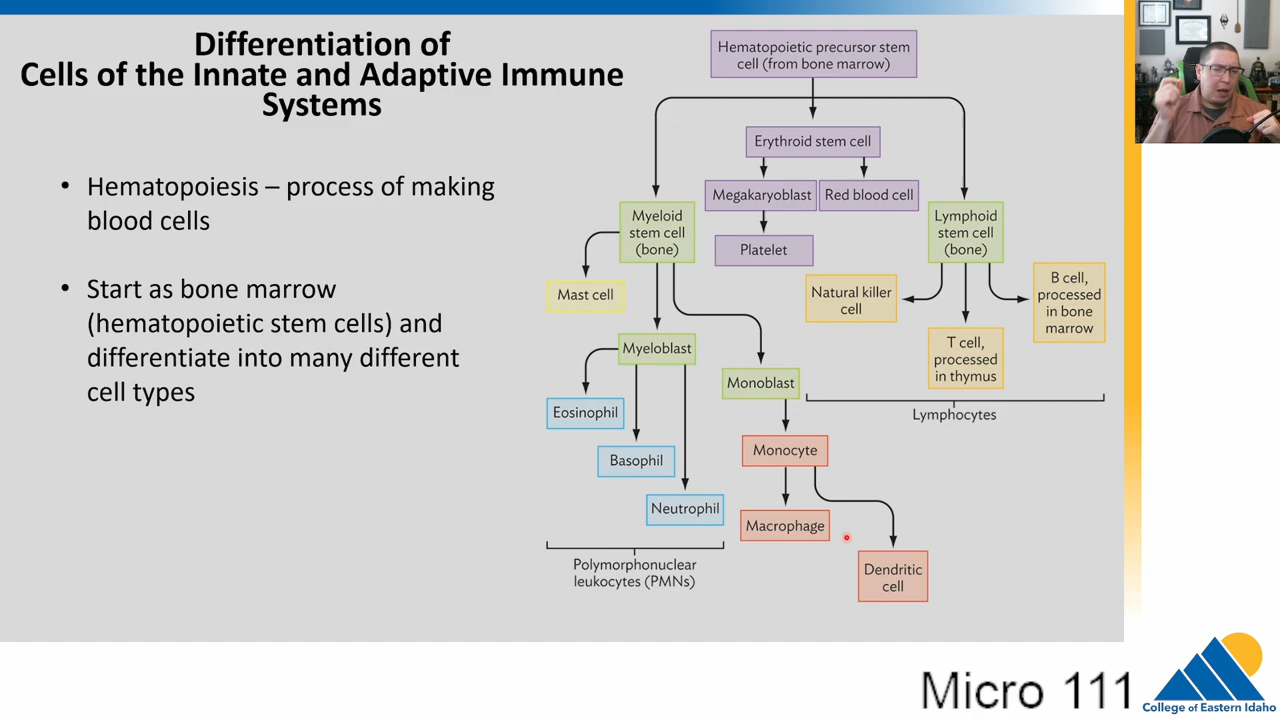 Differentiation of
Cells of the Innate and Adaptive Immune
Systems
• Hematopoiesis – process of making
blood cells
• Start as bone marrow
(hematopoietic stem cells) and
differentiate into many different
cell types
Hematopoietic precursor stem
cell (from bone marrow)
Erythroid stem cell
Megakaryoblast
Red blood cell
Platelet
Myeloid
stem cell
(bone)
Lymphoid
stem cell
(bone)
Mast cell
Natural killer
cell
T cell,
processed
in thymus
B cell,
processed
in bone
marrow
Lymphocytes
Myeloblast
Monoblast
Eosinophil
Basophil
Neutrophil
Monocyte
Macrophage
Dendritic
cell
Polymorphonuclear
leukocytes (PMNs)
Micro 111
College of Eastern Idaho